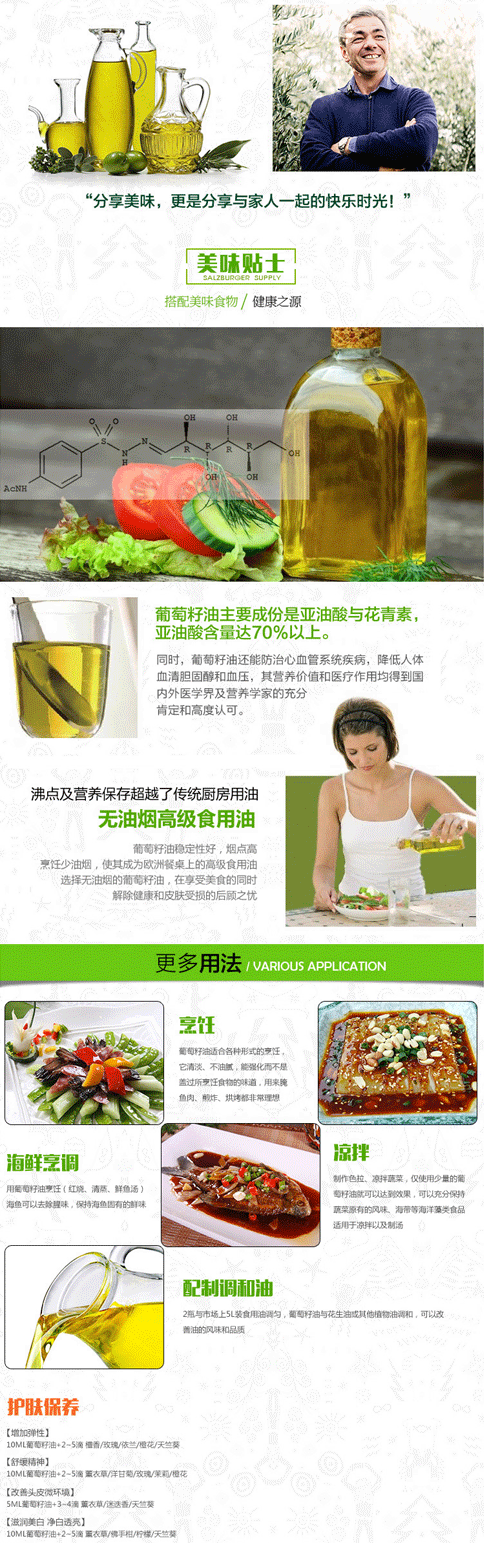 “分享美味，更是分享与家人一起的快乐时光！”
美味贴士
SALZBURGER SUPPLY
搭配美味食物/健康之源
OH OH
O O
S N R R OH
N
H R R
OH OH
AcNH
葡萄籽油主要成份是亚油酸与花青素，
亚油酸含量达70%以上。
同时，葡萄籽油还能防治心血管系统疾病，降低人体
血清胆固醇和血压，其营养价值和医疗作用均得到国
内外医学界及营养学家的充分
肯定和高度认可。
沸点及营养保存超越了传统厨房用油
无油烟高级食用油
葡萄籽油稳定性好，烟点高
烹饪少油烟，使其成为欧洲餐桌上的高级食用油
选择无油烟的葡萄籽油，在享受美食的同时
解除健康和皮肤受损的后顾之忧
更多用法 / VARIOUS APPLICATION
烹饪
葡萄籽油适合各种形式的烹饪，
它清淡、不油腻，能强化而不是
盖过所烹饪食物的味道，用来腌
鱼肉、煎炸、烘烤都非常理想
海鲜烹调
用葡萄籽油烹饪（红烧、清蒸、鲜鱼汤）
海鱼可以去除腥味，保持海鱼固有的鲜味
凉拌
制作色拉、凉拌蔬菜，仅使用少量的葡
萄籽油就可以达到效果，可以充分保持
蔬菜原有的风味、海带等海洋藻类食品
适用于凉拌以及制汤
配制调和油
2瓶与市场上5L装食用油调匀，葡萄籽油与花生油或其他植物油调和，可以改
善油的风味和品质
护肤保养
【增加弹性】
10ML葡萄籽油+2-5滴 檀香/玫瑰/依兰/橙花/天竺葵
【舒缓精神】
10ML葡萄籽油+2-5滴 薰衣草/洋甘菊/玫瑰/茉莉/橙花
【改善头皮微环境】
5ML葡萄籽油+3-4滴 薰衣草/迷迭香/天竺葵
【滋润美白 净白透亮】
10ML葡萄籽油+2-5滴 薰衣草/佛手柑/柠檬/天竺葵